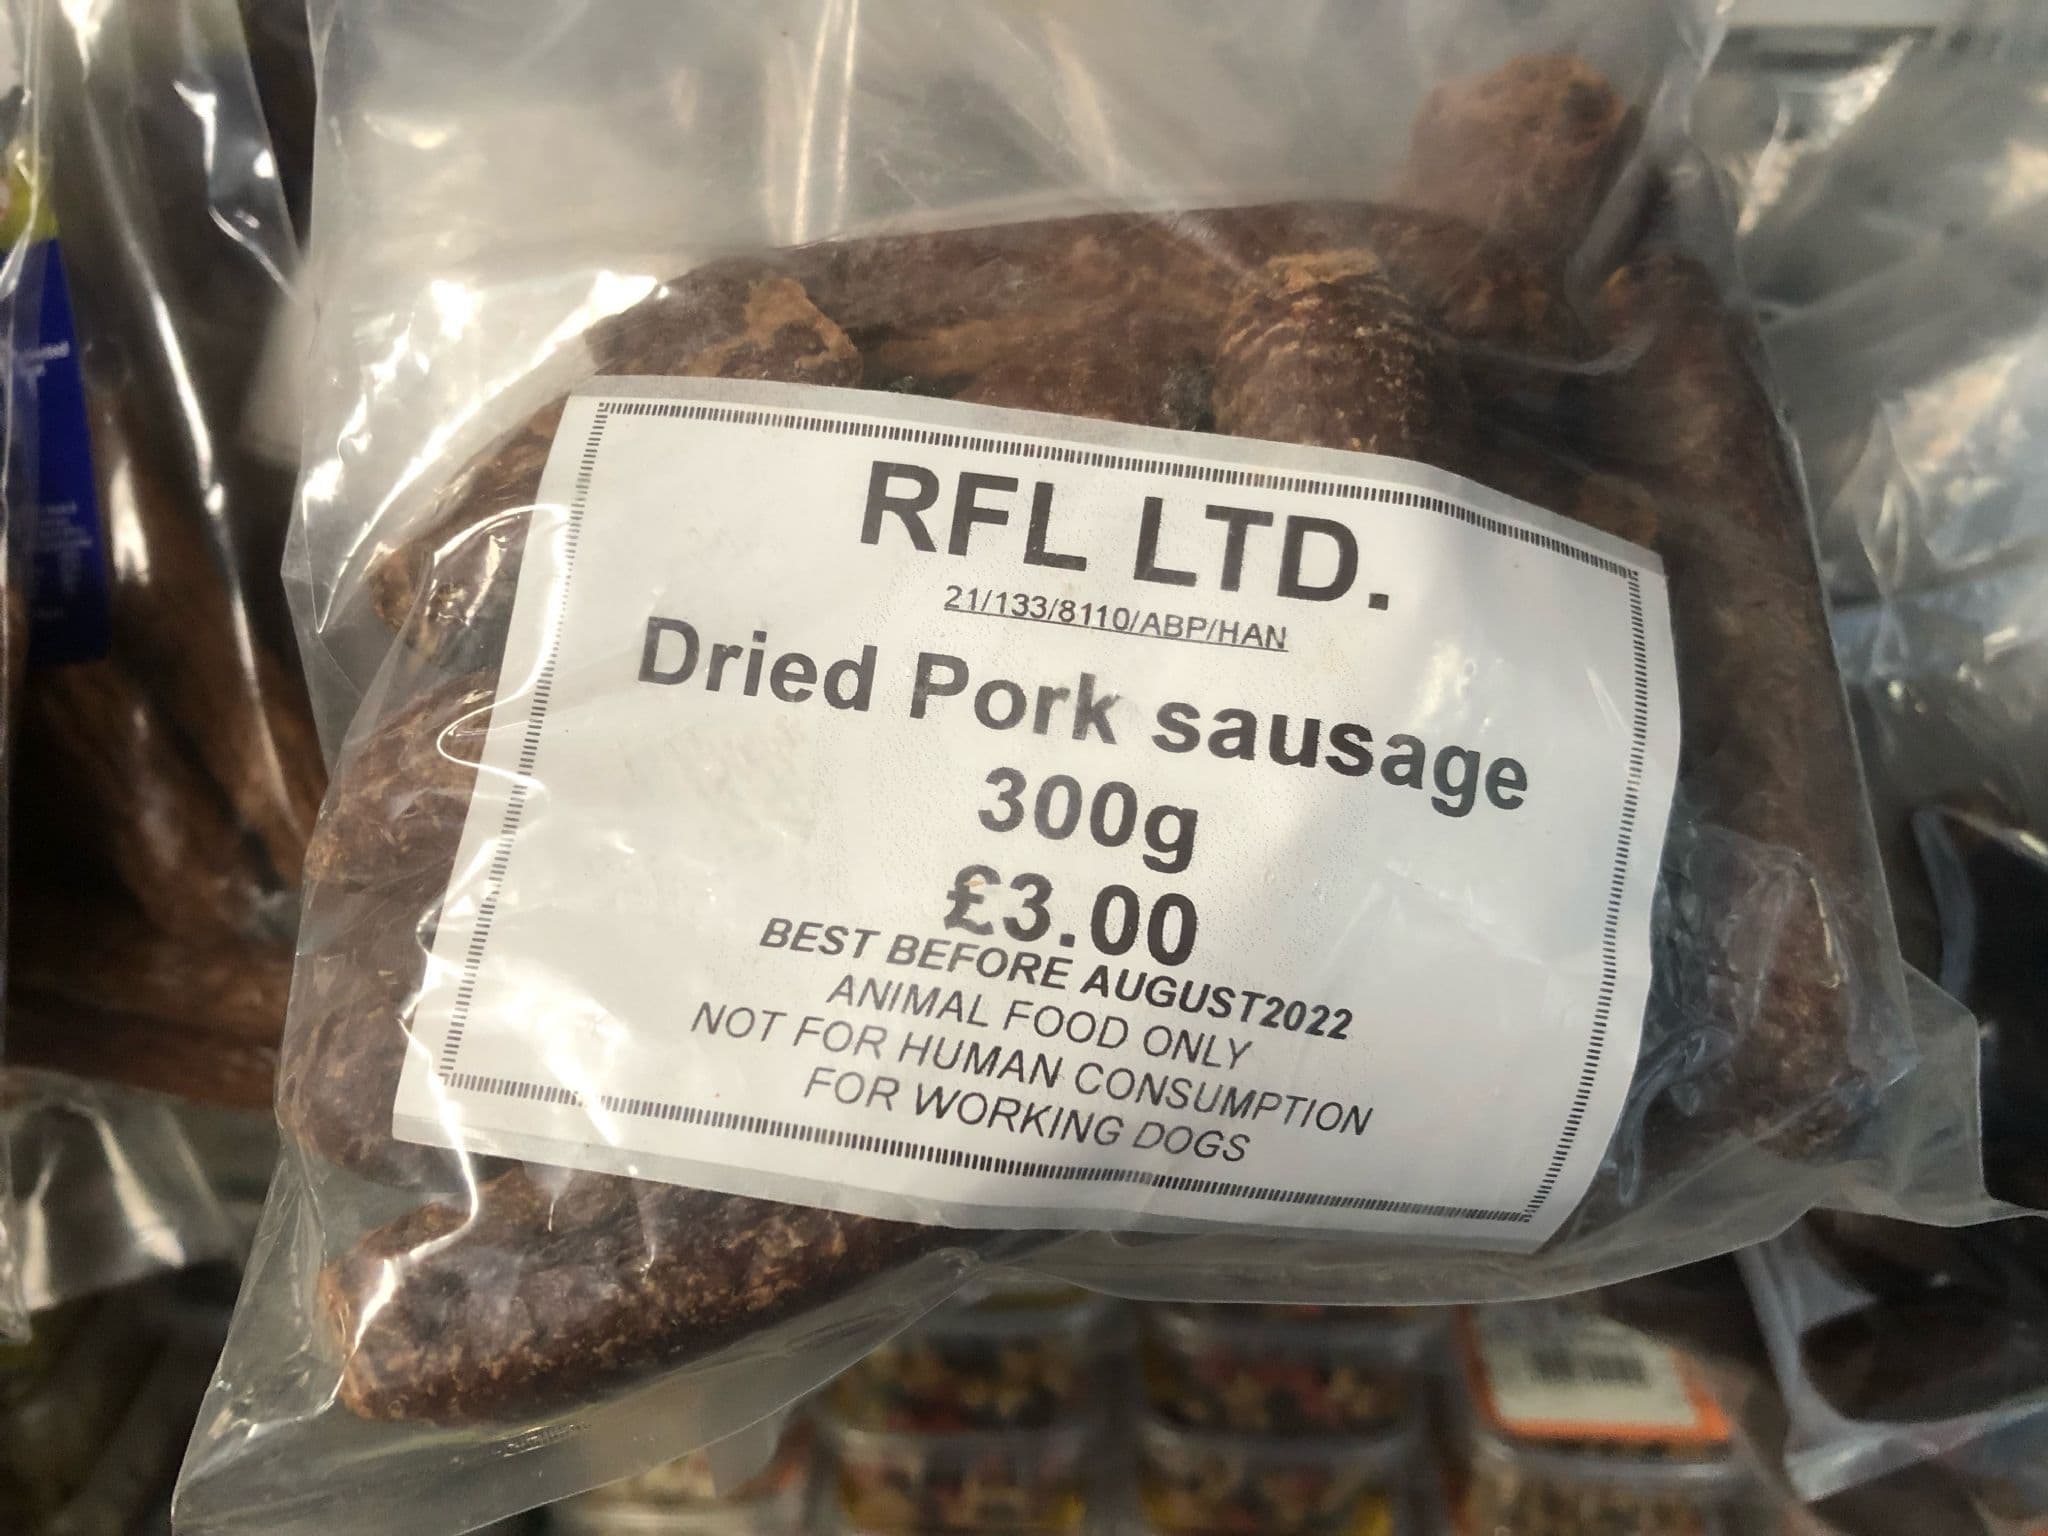 RFL LTD.
21/133/8110/ABP/HAN
Dried Pork sausage
300g
£3.00
BEST BEFORE AUGUST2022
ANIMAL FOOD ONLY
NOT FOR HUMAN CONSUMPTION
FOR WORKING DOGS